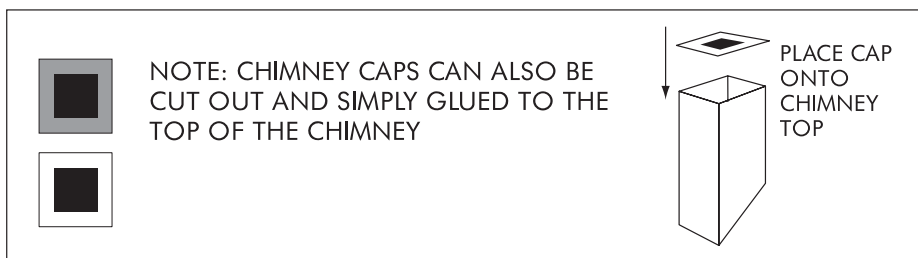 NOTE: CHIMNEY CAPS CAN ALSO BE
CUT OUT AND SIMPLY GLUED TO THE
TOP OF THE CHIMNEY
PLACE CAP
ONTO
CHIMNEY
TOP